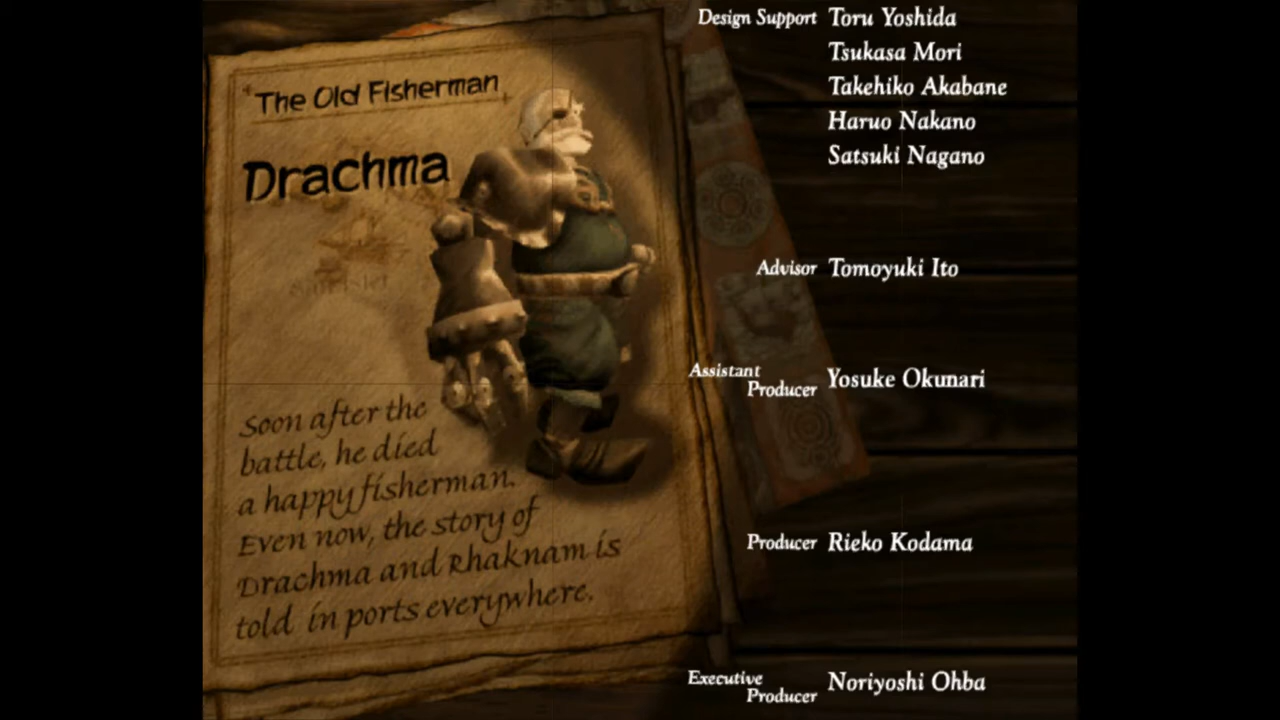 The Old Fisherman
Drachma
Soon after the
battle, he died
a happy fisherman.
Even now, the story of
Drachma and Rhaknam is
told in ports everywhere.
Design Support Toru Yoshida
Tsukasa Mori
Takehiko Akabane
Haruo Nakano
Satsuki Nagano
Advisor Tomoyuki Ito
Assistant
Producer Yosuke Okunari
Producer Rieko Kodama
Executive
Producer Noriyoshi Ohba